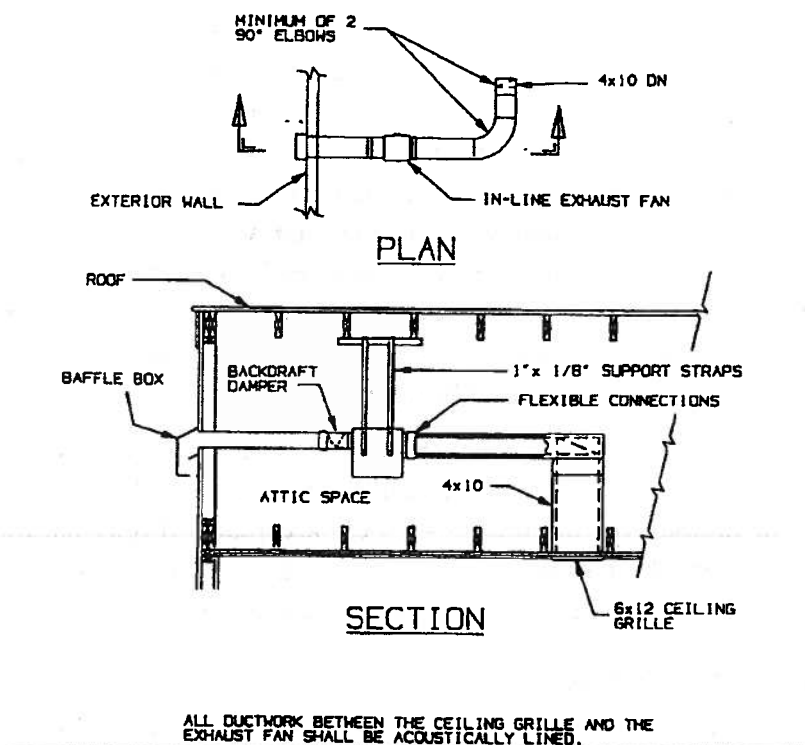 MINIMUM OF 2
90° ELBOWS
4x10 DN
EXTERIOR WALL
IN-LINE EXHAUST FAN
PLAN
ROOF
BAFFLE BOX
BACKDRAFT
DAMPER
1"x 1/8" SUPPORT STRAPS
FLEXIBLE CONNECTIONS
ATTIC SPACE
4x10
6x12 CEILING
GRILLE
SECTION
ALL DUCTWORK BETWEEN THE CEILING GRILLE AND THE
EXHAUST FAN SHALL BE ACOUSTICALLY LINED.